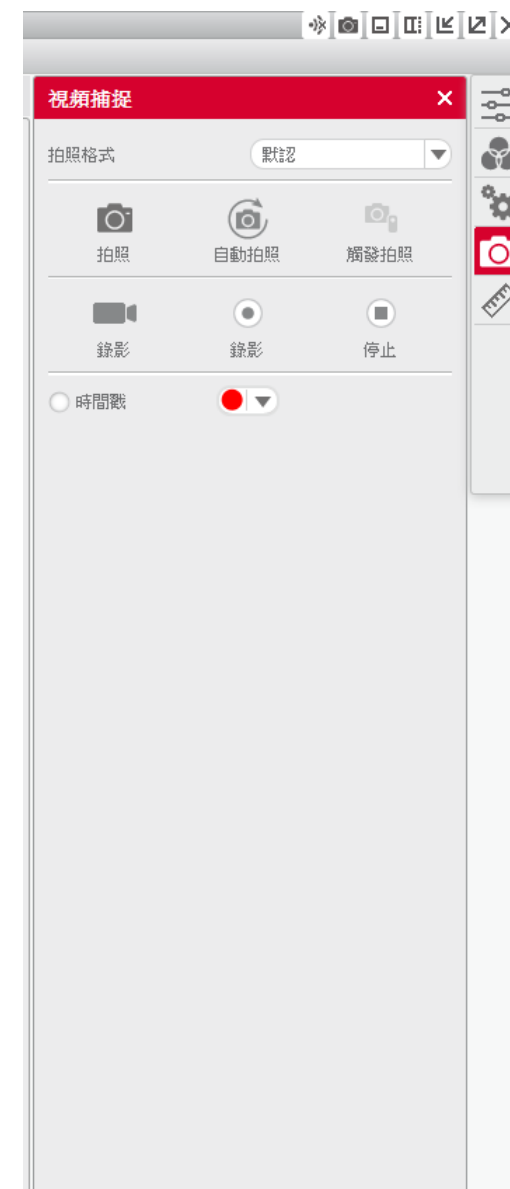 視頻捕捉
拍照格式 默認
拍照 自動拍照 觸發拍照
錄影 錄影 停止
時間戳